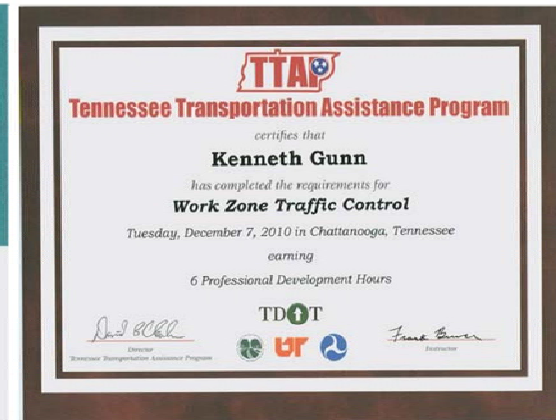 TTAP
Tennessee Transportation Assistance Program
certifies that
Kenneth Gunn
has completed the requirements for
Work Zone Traffic Control
Tuesday, December 7, 2010 in Chattanooga, Tennessee
earning
6 Professional Development Hours
TDOT
UT
Director
Tennessee Transportation Assistance Program
Instructor